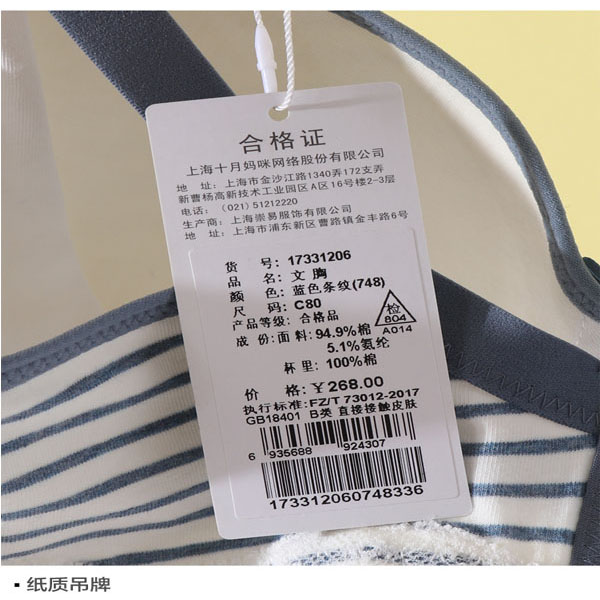 合格证
上海十月妈咪网络股份有限公司
地 址: 上海市金沙江路1340弄172支弄
新曹杨高新技术工业园区A区16号楼2-3层
电 话: (021) 51212220
生产商: 上海崇易服饰有限公司
地 址: 上海市浦东新区曹路镇金丰路6号
货 号: 17331206
品 名: 文 胸
颜 色: 蓝色条纹(748)
尺 码: C80
产品等级: 合格品
检
804
A014
成 份: 面料: 94.9%棉
5.1%氨纶
杯里: 100%棉
价 格: ¥268.00
执行标准: FZ/T 73012-2017
GB18401 B类 直接接触皮肤
6 935688 924307
173312060748336
▪ 纸质吊牌